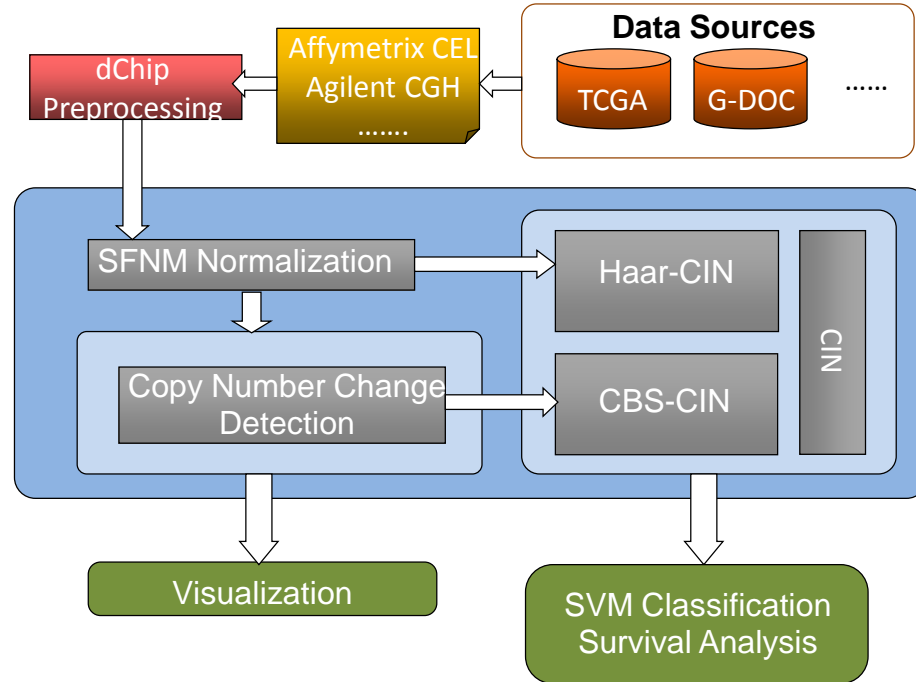 Data Sources
TCGA
G-DOC
......
Affymetrix CEL
Agilent CGH
.......
dChip
Preprocessing
SFNM Normalization
Haar-CIN
CIN
Copy Number Change
Detection
CBS-CIN
Visualization
SVM Classification
Survival Analysis